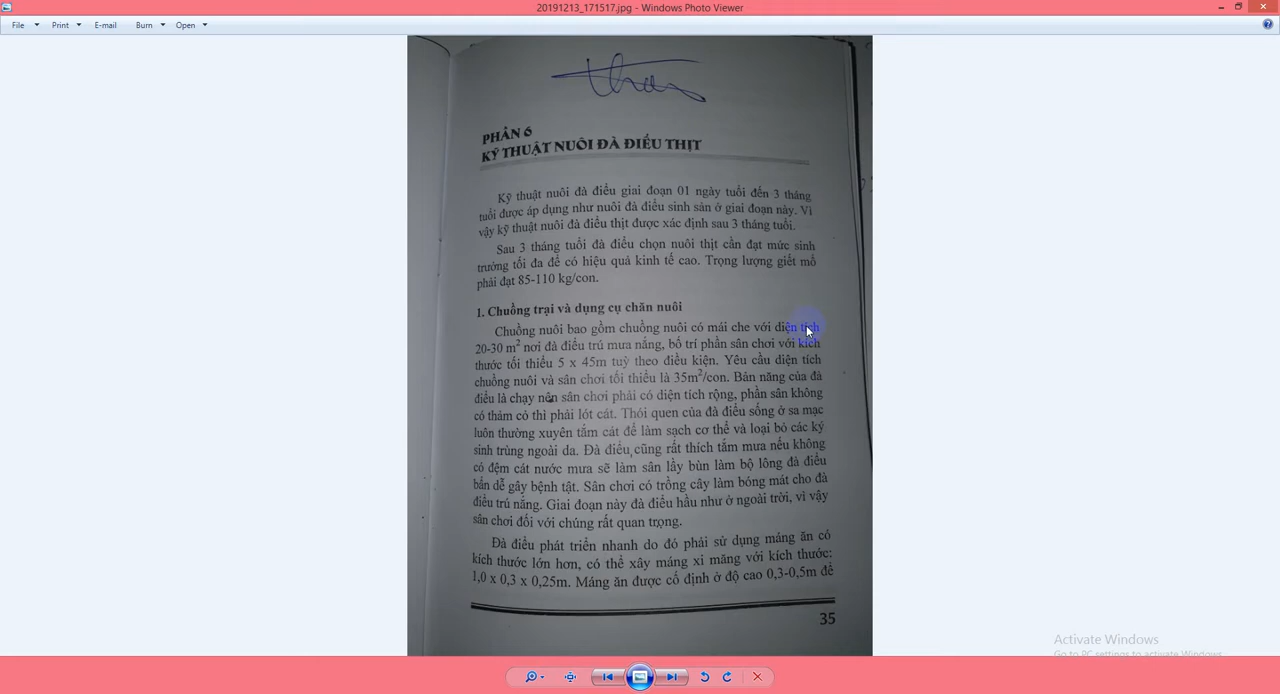 20191213_171517.jpg - Windows Photo Viewer
File Print E-mail Burn Open
PHẦN 6
KỸ THUẬT NUÔI ĐÀ ĐIỂU THỊT
Kỹ thuật nuôi đà điểu giai đoạn 01 ngày tuổi đến 3 tháng
tuổi được áp dụng như nuôi đà điểu sinh sản ở giai đoạn này. Vì
vậy kỹ thuật nuôi đà điểu thịt được xác định sau 3 tháng tuổi.
Sau 3 tháng tuổi đà điểu chọn nuôi thịt cần đạt mức sinh
trưởng tối đa để có hiệu quả kinh tế cao. Trọng lượng giết mổ
phải đạt 85-110 kg/con.
1. Chuồng trại và dụng cụ chăn nuôi
Chuồng nuôi bao gồm chuồng nuôi có mái che với diện tích
20-30 m² nơi đà điểu trú mưa nắng, bố trí phần sân chơi với kích
thước tối thiểu 5 x 45m tuỳ theo điều kiện. Yêu cầu diện tích
chuồng nuôi và sân chơi tối thiểu là 35m²/con. Bản năng của đà
điểu là chạy nên sân chơi phải có diện tích rộng, phần sân không
có thảm cỏ thì phải lót cát. Thói quen của đà điểu sống ở sa mạc
luôn thường xuyên tắm cát để làm sạch cơ thể và loại bỏ các ký
sinh trùng ngoài da. Đà điểu cũng rất thích tắm mưa nếu không
có đệm cát nước mưa sẽ làm sân lầy bùn làm bộ lông đà điểu
bẩn dễ gây bệnh tật. Sân chơi có trồng cây làm bóng mát cho đà
điểu trú nắng. Giai đoạn này đà điểu hầu như ở ngoài trời, vì vậy
sân chơi đối với chúng rất quan trọng.
Đà điểu phát triển nhanh do đó phải sử dụng máng ăn có
kích thước lớn hơn, có thể xây máng xi măng với kích thước:
1,0 x 0,3 x 0,25m. Máng ăn được cố định ở độ cao 0,3-0,5m để
35
Activate Windows
Go to PC settings to activate Windows.